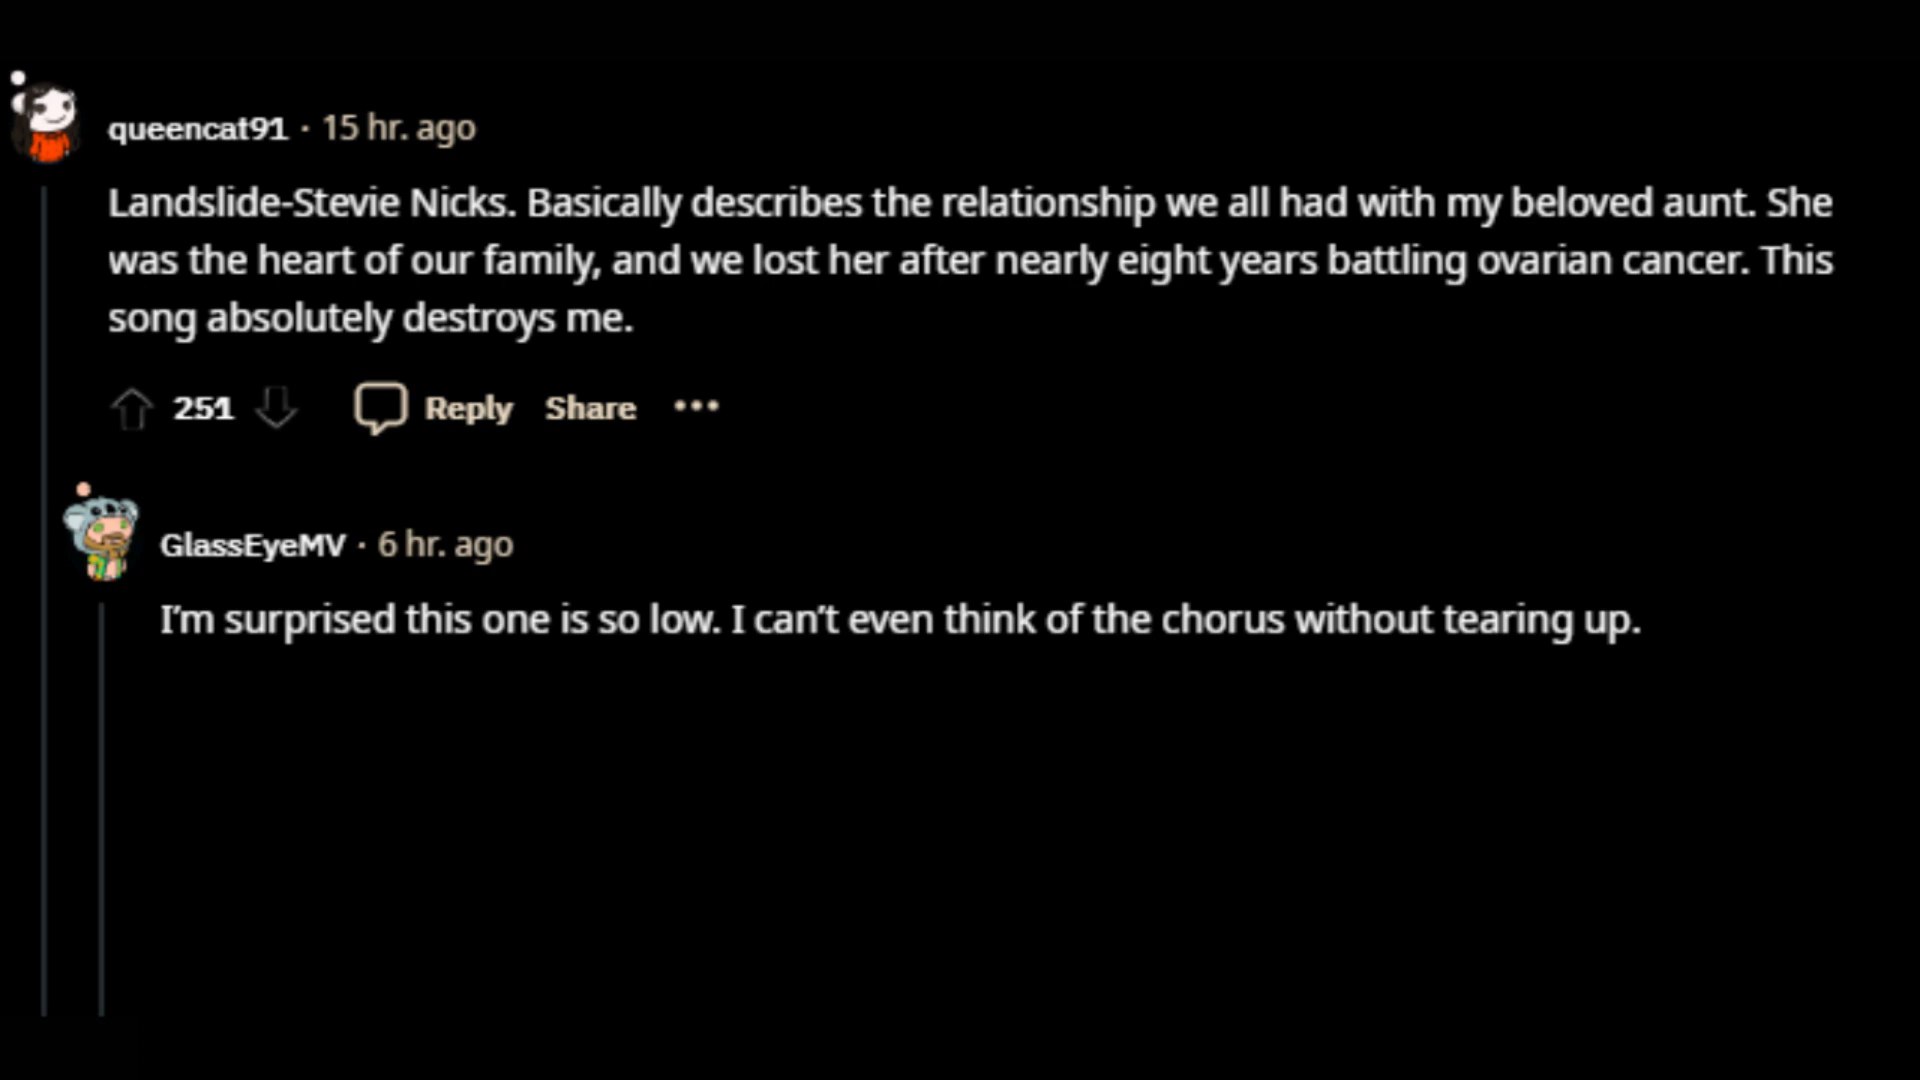 queencat91 · 15 hr. ago
Landslide-Stevie Nicks. Basically describes the relationship we all had with my beloved aunt. She
was the heart of our family, and we lost her after nearly eight years battling ovarian cancer. This
song absolutely destroys me.
251 Reply Share •••
GlassEyeMV · 6 hr. ago
I’m surprised this one is so low. I can’t even think of the chorus without tearing up.